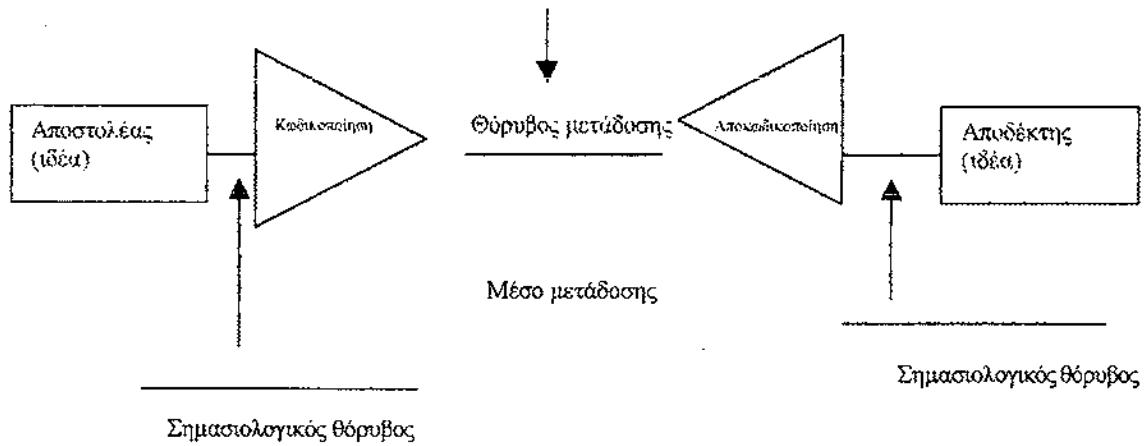 Αποστολέας
(ιδέα)
Κωδικοποίηση
Θόρυβος μετάδοσης
Αποκωδικοποίηση
Αποδέκτης
(ιδέα)
Μέσο μετάδοσης
Σημασιολογικός θόρυβος
Σημασιολογικός θόρυβος